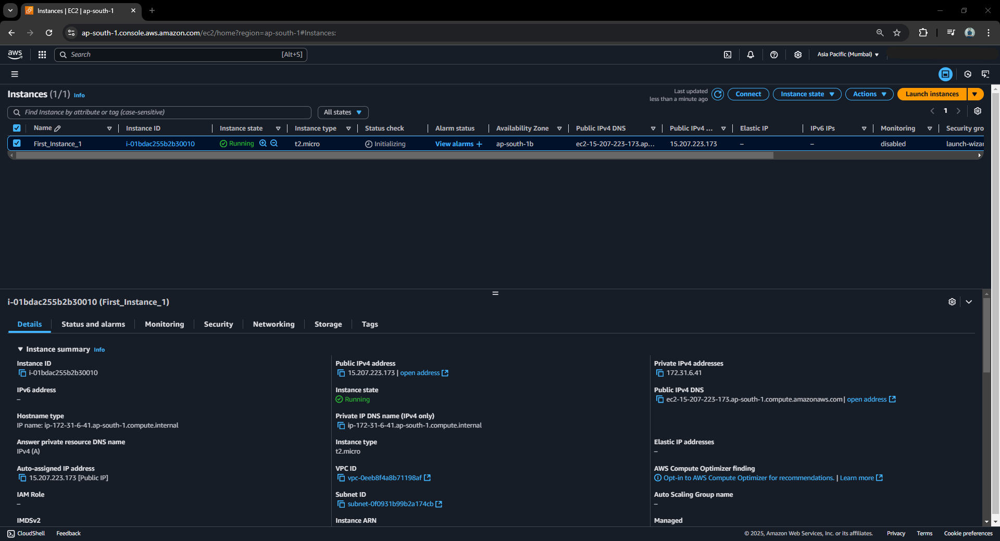 Instances | EC2 | ap-south-1
ap-south-1.console.aws.amazon.com/ec2/home?region=ap-south-1#Instances:
aws
Search [Alt+S]
Asia Pacific (Mumbai)
Instances (1/1) Info
Last updated
less than a minute ago
Connect
Instance state
Actions
Launch instances
Find Instance by attribute or tag (case-sensitive)
All states
1
Name Instance ID Instance state Instance type Status check Alarm status Availability Zone Public IPv4 DNS Public IPv4 ... Elastic IP IPv6 IPs Monitoring Security gro
First_Instance_1 i-01bdac255b2b30010 Running t2.micro Initializing View alarms + ap-south-1b ec2-15-207-223-173.ap... 15.207.223.173 – – disabled launch-wizar
i-01bdac255b2b30010 (First_Instance_1)
Details Status and alarms Monitoring Security Networking Storage Tags
Instance summary Info
Instance ID
i-01bdac255b2b30010
Public IPv4 address
15.207.223.173 | open address
Private IPv4 addresses
172.31.6.41
IPv6 address
–
Instance state
Running
Public IPv4 DNS
ec2-15-207-223-173.ap-south-1.compute.amazonaws.com | open address
Hostname type
IP name: ip-172-31-6-41.ap-south-1.compute.internal
Private IP DNS name (IPv4 only)
ip-172-31-6-41.ap-south-1.compute.internal
Answer private resource DNS name
IPv4 (A)
Instance type
t2.micro
Elastic IP addresses
–
Auto-assigned IP address
15.207.223.173 [Public IP]
VPC ID
vpc-0eeb8f4a8b71198af
AWS Compute Optimizer finding
Opt-in to AWS Compute Optimizer for recommendations. | Learn more
IAM Role
–
Subnet ID
subnet-0f0931b99b2a174cb
Auto Scaling Group name
–
IMDSv2
Instance ARN
Managed
CloudShell Feedback
© 2025, Amazon Web Services, Inc. or its affiliates. Privacy Terms Cookie preferences